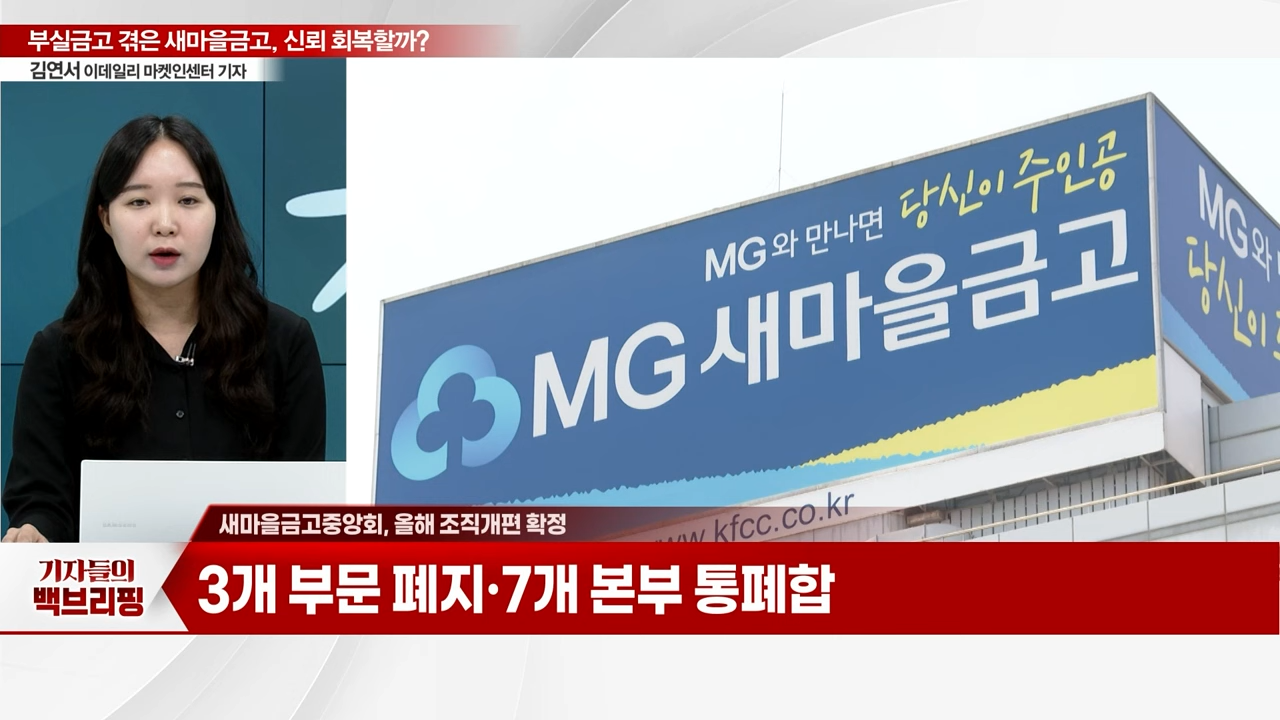 부실금고 겪은 새마을금고, 신뢰 회복할까?
김연서 이데일리 마켓인센터 기자
MG와 만나면 당신이 주인공
MG새마을금고
MG와
당신이
www.kfcc.co.kr
SAMSUNG
새마을금고중앙회, 올해 조직개편 확정
기자들의
백브리핑
3개 부문 폐지·7개 본부 통폐합